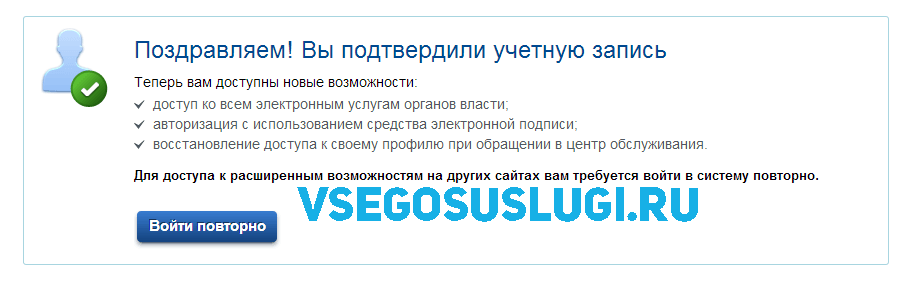 Поздравляем! Вы подтвердили учетную запись
Теперь вам доступны новые возможности:
доступ ко всем электронным услугам органов власти;
авторизация с использованием средства электронной подписи;
восстановление доступа к своему профилю при обращении в центр обслуживания.
Для доступа к расширенным возможностям на других сайтах вам требуется войти в систему повторно.
VSEGOSUSLUGI.RU
Войти повторно